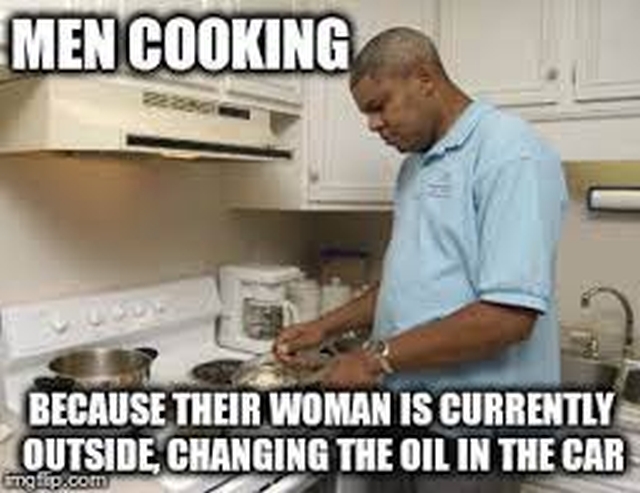 MEN COOKING
BECAUSE THEIR WOMAN IS CURRENTLY
OUTSIDE, CHANGING THE OIL IN THE CAR
imgflip.com